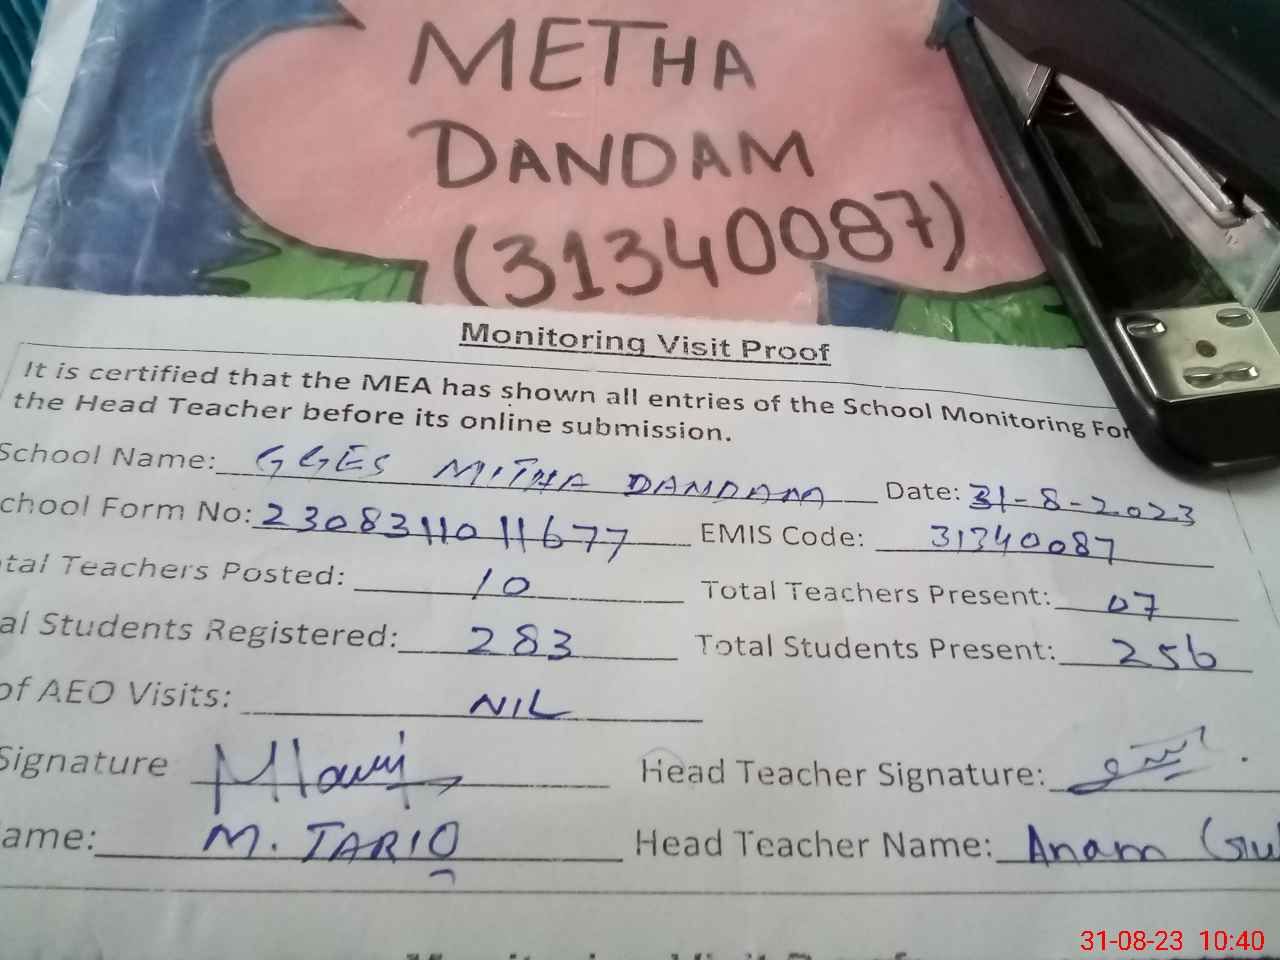 METHA
DANDAM
(31340087)
Monitoring Visit Proof
It is certified that the MEA has shown all entries of the School Monitoring For
the Head Teacher before its online submission.
School Name: GGES MITHA DANDAM Date: 31-8-2023
chool Form No: 2308311011677 EMIS Code: 31340087
tal Teachers Posted: 10 Total Teachers Present: 07
al Students Registered: 283 Total Students Present: 256
of AEO Visits: NIL
Signature Head Teacher Signature:
ame: M. TARIQ Head Teacher Name: Anam Gul
31-08-23 10:40